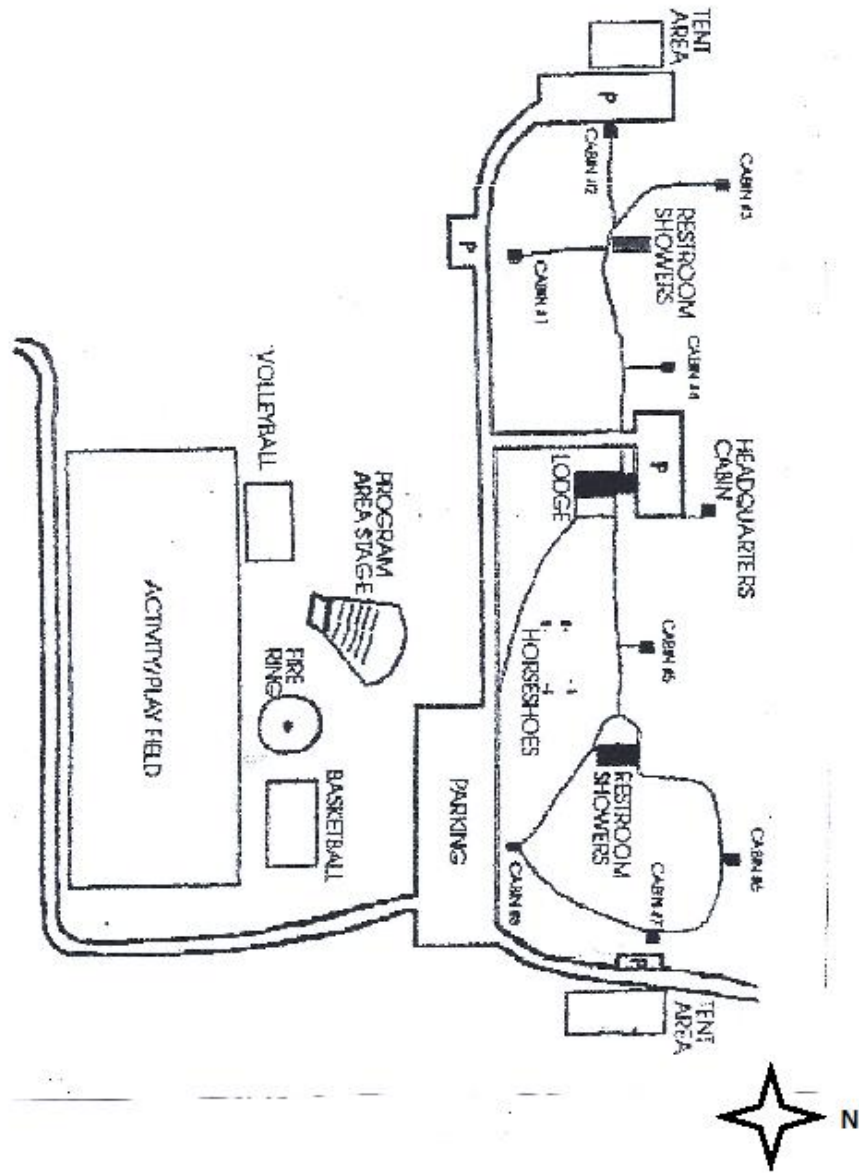 TENT
AREA
P
CABIN #2
CABIN #3
RESTROOM
SHOWERS
P
CABIN #1
CABIN #4
HEADQUARTERS
CABIN
P
LODGE
VOLLEYBALL
PROGRAM
AREA STAGE
ACTIVITY/PLAY FIELD
FIRE
RING
HORSESHOES
CABIN #5
BASKETBALL
PARKING
RESTROOM
SHOWERS
CABIN #6
CABIN #7
CABIN
P
TENT
AREA
N